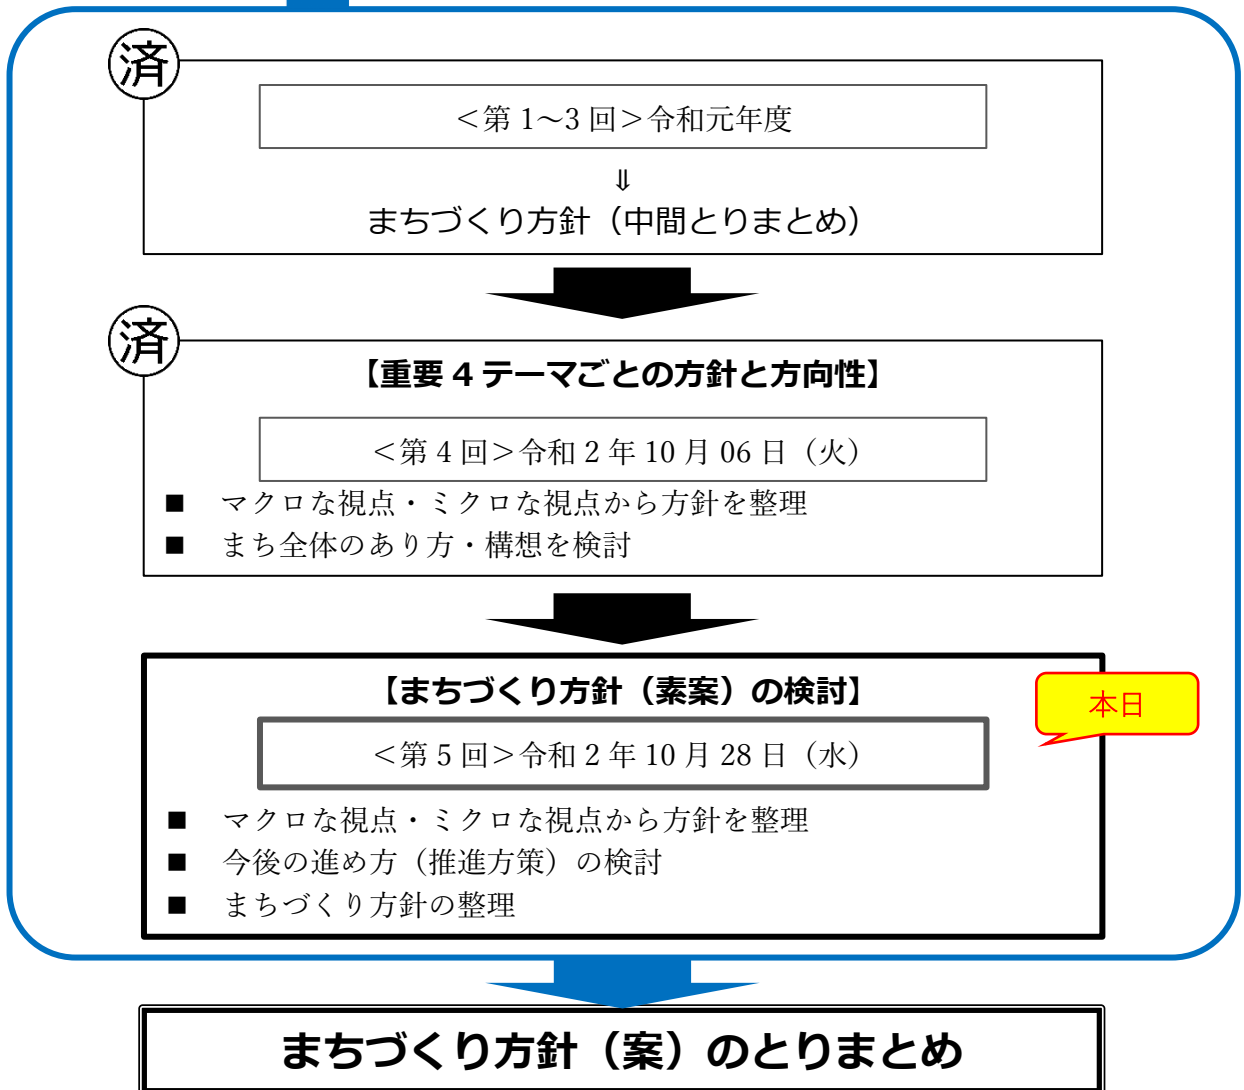 済
＜第 1～3 回＞令和元年度
⇓
まちづくり方針（中間とりまとめ）
済
【重要 4 テーマごとの方針と方向性】
＜第 4 回＞令和 2 年 10 月 06 日（火）
■ マクロな視点・ミクロな視点から方針を整理
■ まち全体のあり方・構想を検討
【まちづくり方針（素案）の検討】
本日
＜第 5 回＞令和 2 年 10 月 28 日（水）
■ マクロな視点・ミクロな視点から方針を整理
■ 今後の進め方（推進方策）の検討
■ まちづくり方針の整理
まちづくり方針（案）のとりまとめ